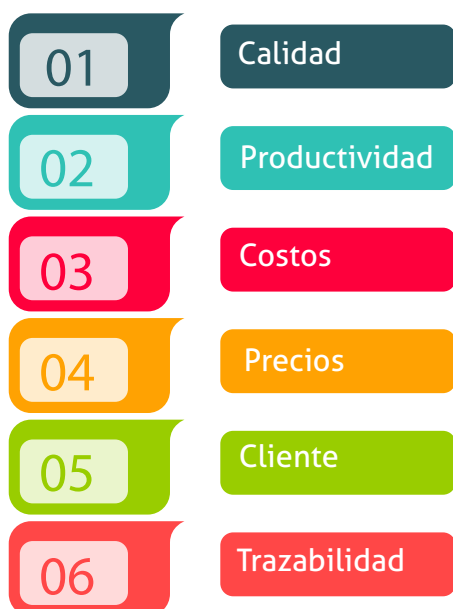 01
Calidad
02
Productividad
03
Costos
04
Precios
05
Cliente
06
Trazabilidad